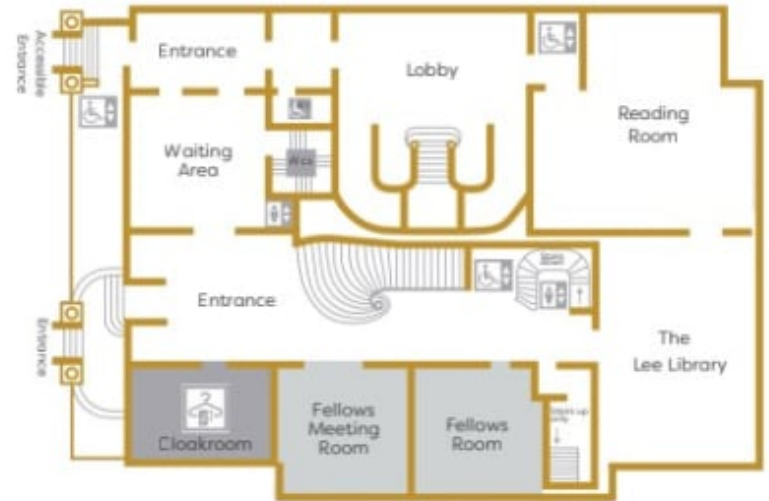 Accessible
Entrance
Entrance
Lobby
Reading
Room
Waiting
Area
Entrance
Entrance
The
Lee Library
Cloakroom
Fellows
Meeting
Room
Fellows
Room
only